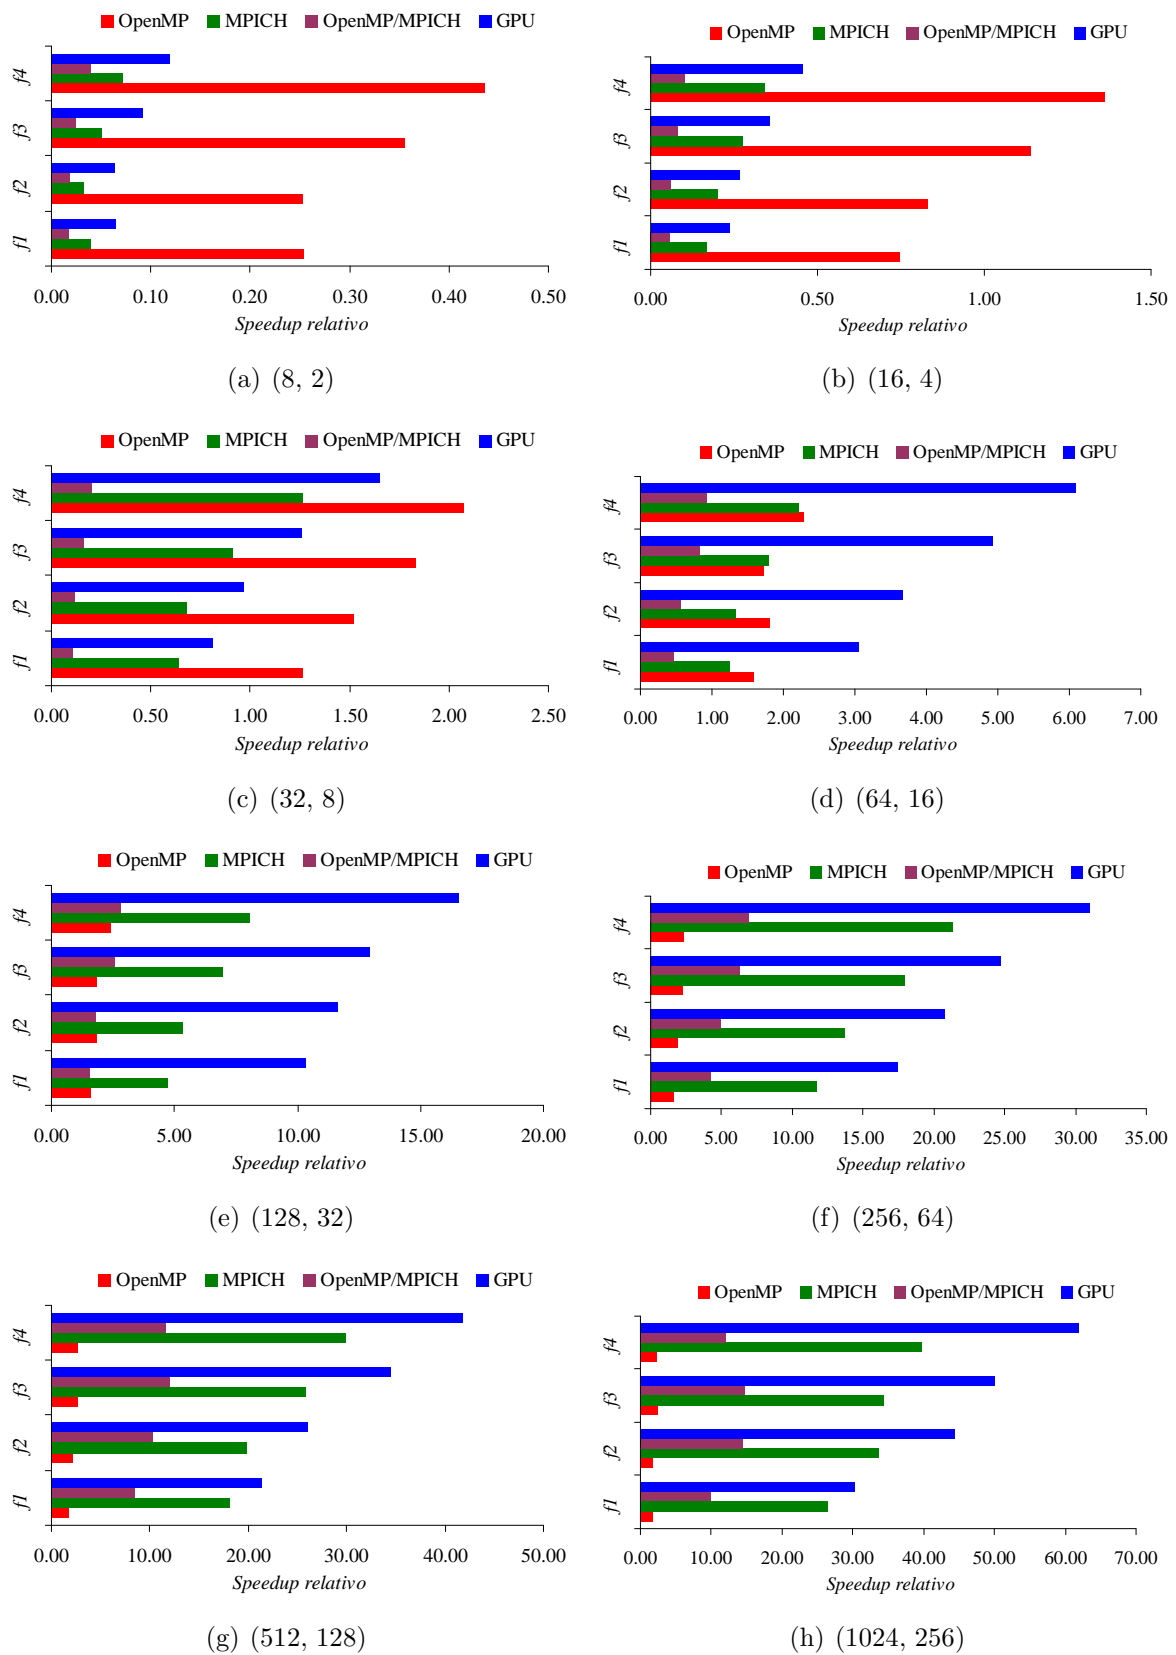 OpenMP MPICH OpenMP/MPICH GPU
f4
f3
f2
f1
0.00 0.10 0.20 0.30 0.40 0.50
Speedup relativo
(a) (8, 2)
OpenMP MPICH OpenMP/MPICH GPU
f4
f3
f2
f1
0.00 0.50 1.00 1.50
Speedup relativo
(b) (16, 4)
OpenMP MPICH OpenMP/MPICH GPU
f4
f3
f2
f1
0.00 0.50 1.00 1.50 2.00 2.50
Speedup relativo
(c) (32, 8)
OpenMP MPICH OpenMP/MPICH GPU
f4
f3
f2
f1
0.00 1.00 2.00 3.00 4.00 5.00 6.00 7.00
Speedup relativo
(d) (64, 16)
OpenMP MPICH OpenMP/MPICH GPU
f4
f3
f2
f1
0.00 5.00 10.00 15.00 20.00
Speedup relativo
(e) (128, 32)
OpenMP MPICH OpenMP/MPICH GPU
f4
f3
f2
f1
0.00 5.00 10.00 15.00 20.00 25.00 30.00 35.00
Speedup relativo
(f) (256, 64)
OpenMP MPICH OpenMP/MPICH GPU
f4
f3
f2
f1
0.00 10.00 20.00 30.00 40.00 50.00
Speedup relativo
(g) (512, 128)
OpenMP MPICH OpenMP/MPICH GPU
f4
f3
f2
f1
0.00 10.00 20.00 30.00 40.00 50.00 60.00 70.00
Speedup relativo
(h) (1024, 256)